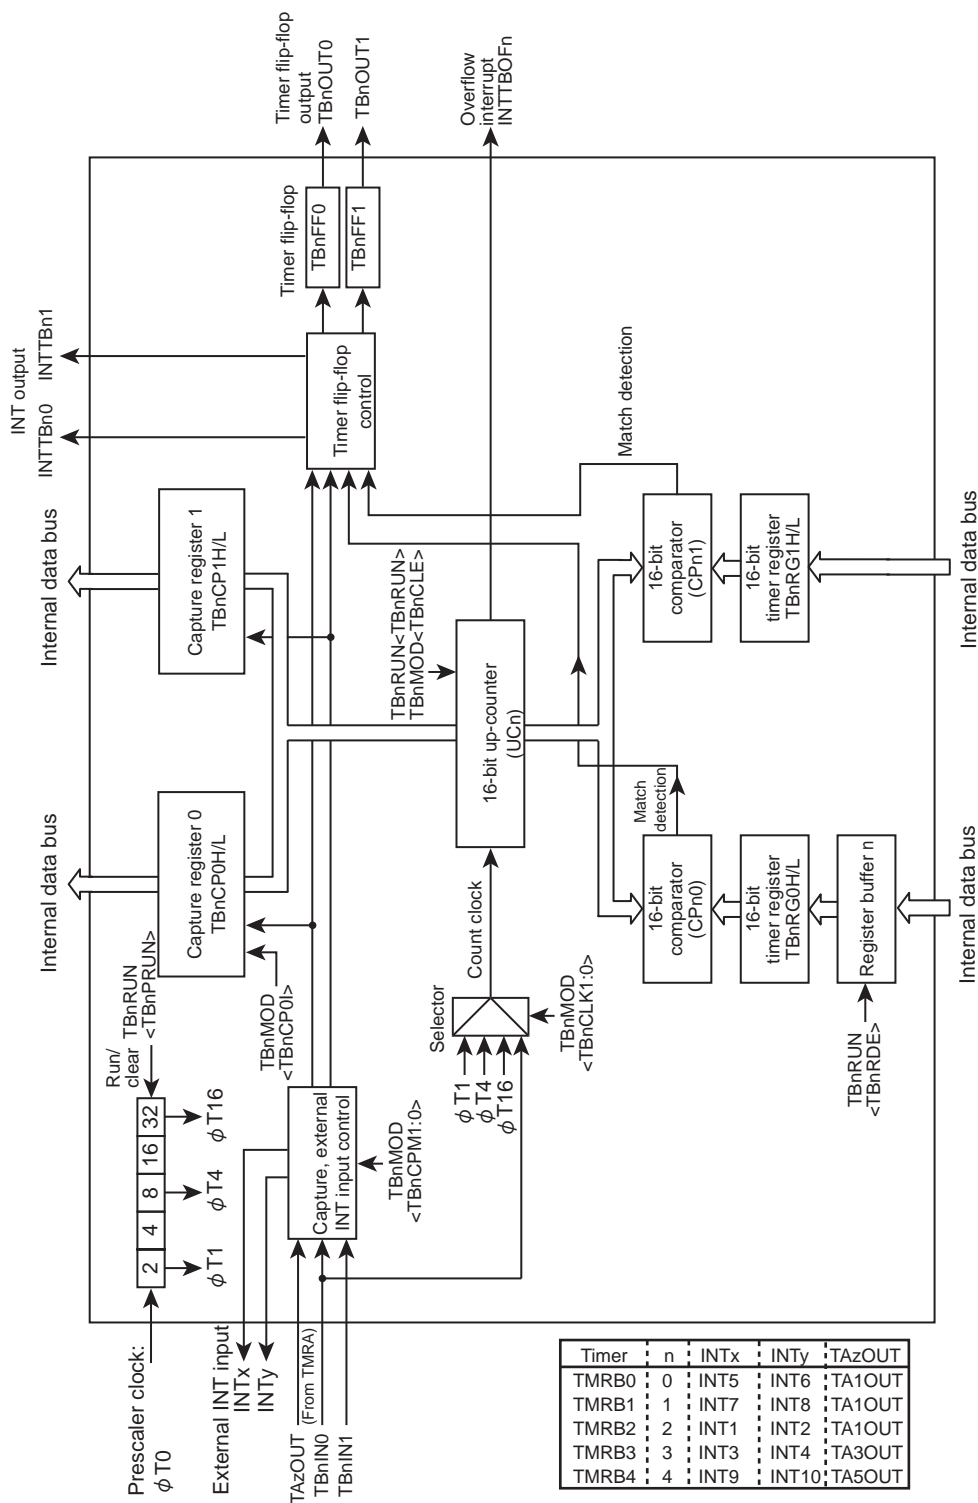 Prescaler clock:
φT0
2
4
8
16
32
φT1
φT4
φT16
Run/
clear
TBnRUN
<TBnPRUN>
External INT input
INTx
INTy
TAzOUT
(From TMRA)
TBnIN0
TBnIN1
Capture, external
INT input control
TBnMOD
<TBnCPM1:0>
TBnMOD
<TBnCP0I>
Internal data bus
Capture register 0
TBnCP0H/L
Internal data bus
Capture register 1
TBnCP1H/L
INT output
INTTBn0
INTTBn1
Timer flip-flop
control
Timer flip-flop
TBnFF0
TBnFF1
Timer flip-flop
output
TBnOUT0
TBnOUT1
Selector
φT1
φT4
φT16
TBnMOD
<TBnCLK1:0>
Count clock
16-bit up-counter
(UCn)
TBnRUN<TBnRUN>
TBnMOD<TBnCLE>
Overflow
interrupt
INTTBOFn
Match
detection
Match detection
16-bit
comparator
(CPn0)
16-bit
comparator
(CPn1)
16-bit
timer register
TBnRG0H/L
16-bit
timer register
TBnRG1H/L
Register buffer n
TBnRUN
<TBnRDE>
Internal data bus
Internal data bus
Timer n INTx INTy TAzOUT
TMRB0 0 INT5 INT6 TA1OUT
TMRB1 1 INT7 INT8 TA1OUT
TMRB2 2 INT1 INT2 TA1OUT
TMRB3 3 INT3 INT4 TA3OUT
TMRB4 4 INT9 INT10 TA5OUT